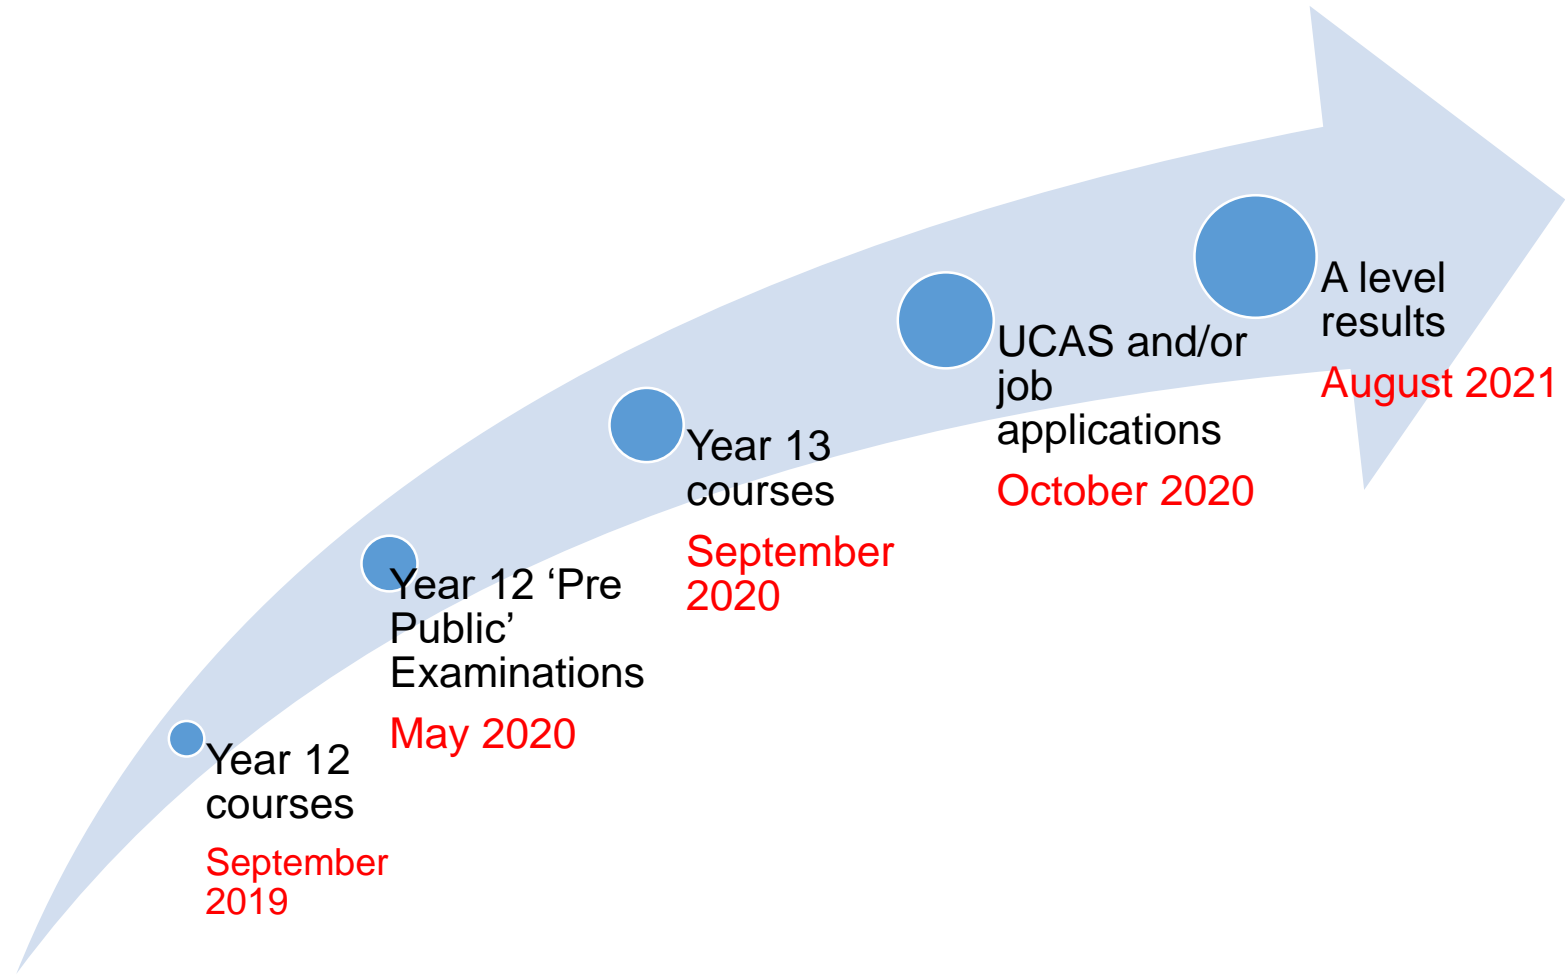 Year 12
courses
September
2019
Year 12 ‘Pre
Public’
Examinations
May 2020
Year 13
courses
September
2020
UCAS and/or
job
applications
October 2020
A level
results
August 2021